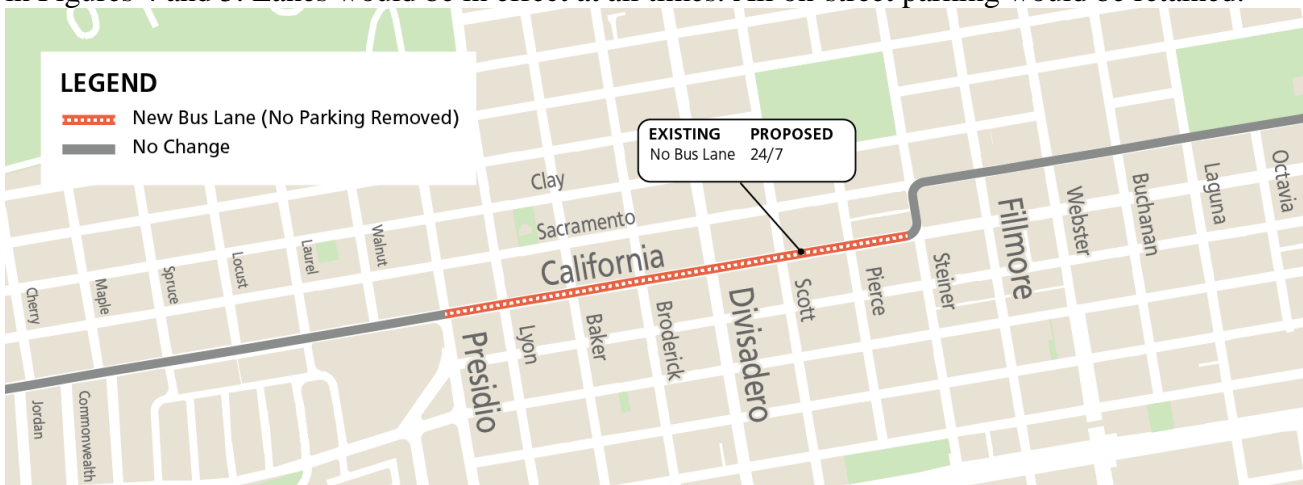 in Figures 4 and 5. Lanes would be in effect at all times. All on-street parking would be retained.
LEGEND
New Bus Lane (No Parking Removed)
No Change
EXISTING PROPOSED
No Bus Lane 24/7
Clay
Sacramento
California
Cherry
Maple
Spruce
Locust
Laurel
Walnut
Jordan
Commonwealth
Presidio
Lyon
Baker
Broderick
Divisadero
Scott
Pierce
Steiner
Fillmore
Webster
Buchanan
Laguna
Octavia